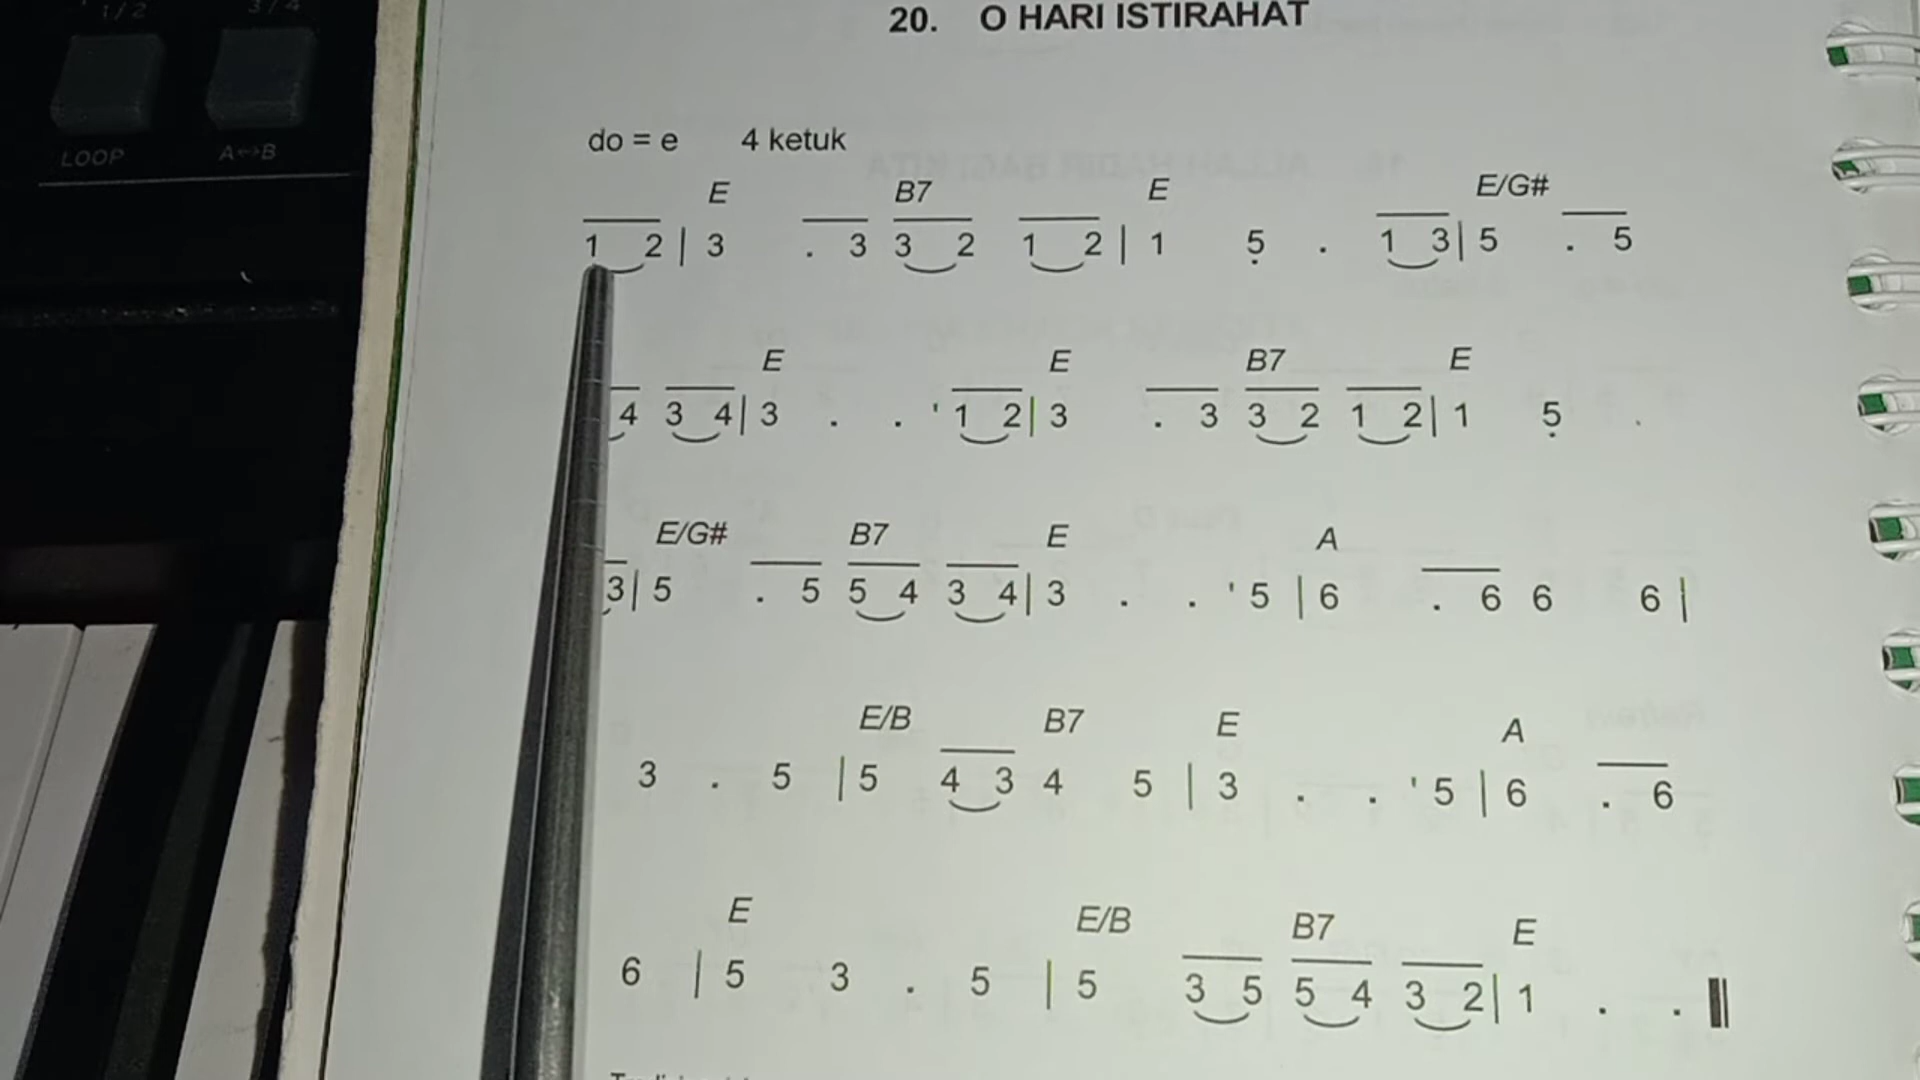 1/2 3/4
20. O HARI ISTIRAHAT
LOOP A↔B
do = e 4 ketuk
E B7 E E/G#
1 2 | 3 . 3 3 2 1 2 | 1 5̣ . 1 3 | 5 . 5
E E B7 E
4 3 4 | 3 . . ' 1 2 | 3 . 3 3 2 1 2 | 1 5̣ .
E/G# B7 E A
3 | 5 . 5 5 4 3 4 | 3 . . ' 5 | 6 . 6 6 6 |
E/B B7 E A
3 . 5 | 5 4 3 4 5 | 3 . . ' 5 | 6 . 6
E E/B B7 E
6 | 5 3 . 5 | 5 3 5 5 4 3 2 | 1 . . ||